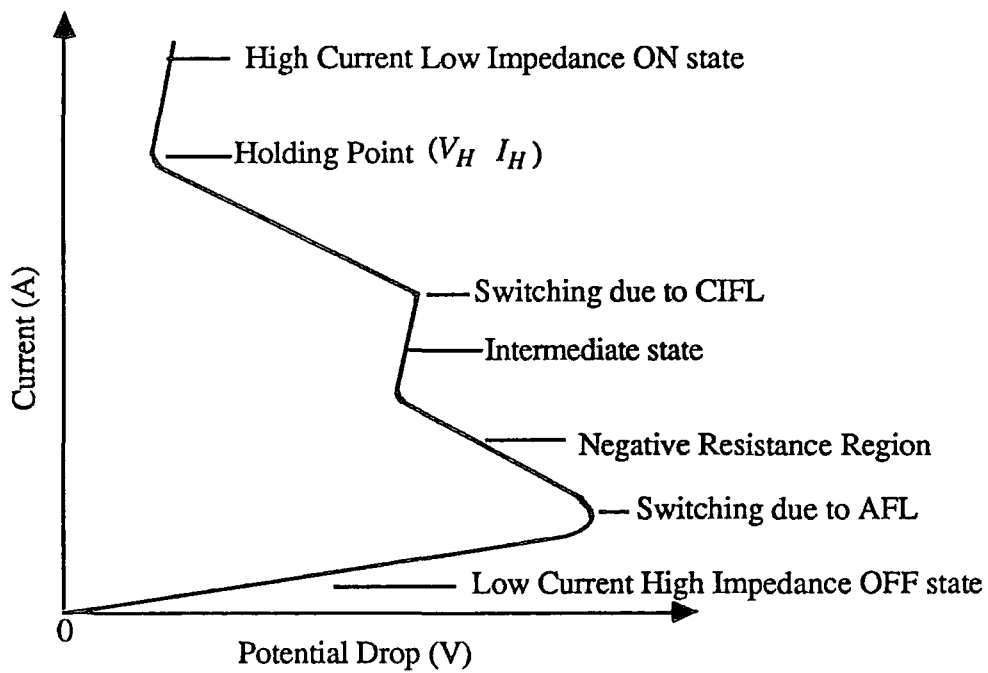 High Current Low Impedance ON state
Holding Point (V_H I_H)
Switching due to CIFL
Current (A)
Intermediate state
Negative Resistance Region
Switching due to AFL
Low Current High Impedance OFF state
0
Potential Drop (V)